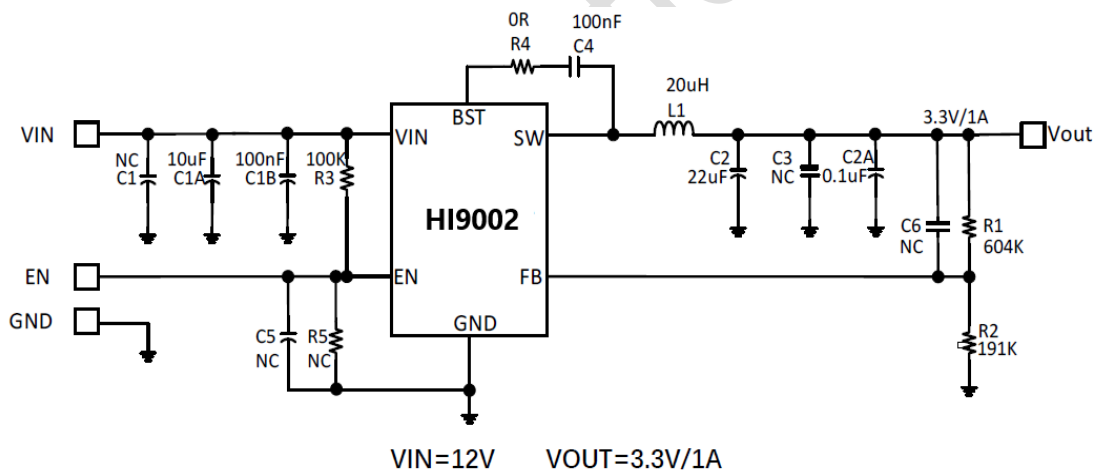 0R
R4
100nF
C4
20uH
L1
3.3V/1A
VIN
BST
VIN
SW
Vout
NC
C1
10uF
C1A
100nF
C1B
100K
R3
C2
22uF
C3
NC
C2A
0.1uF
HI9002
C6
NC
R1
604K
EN
EN
FB
GND
GND
C5
NC
R5
NC
R2
191K
VIN=12V VOUT=3.3V/1A